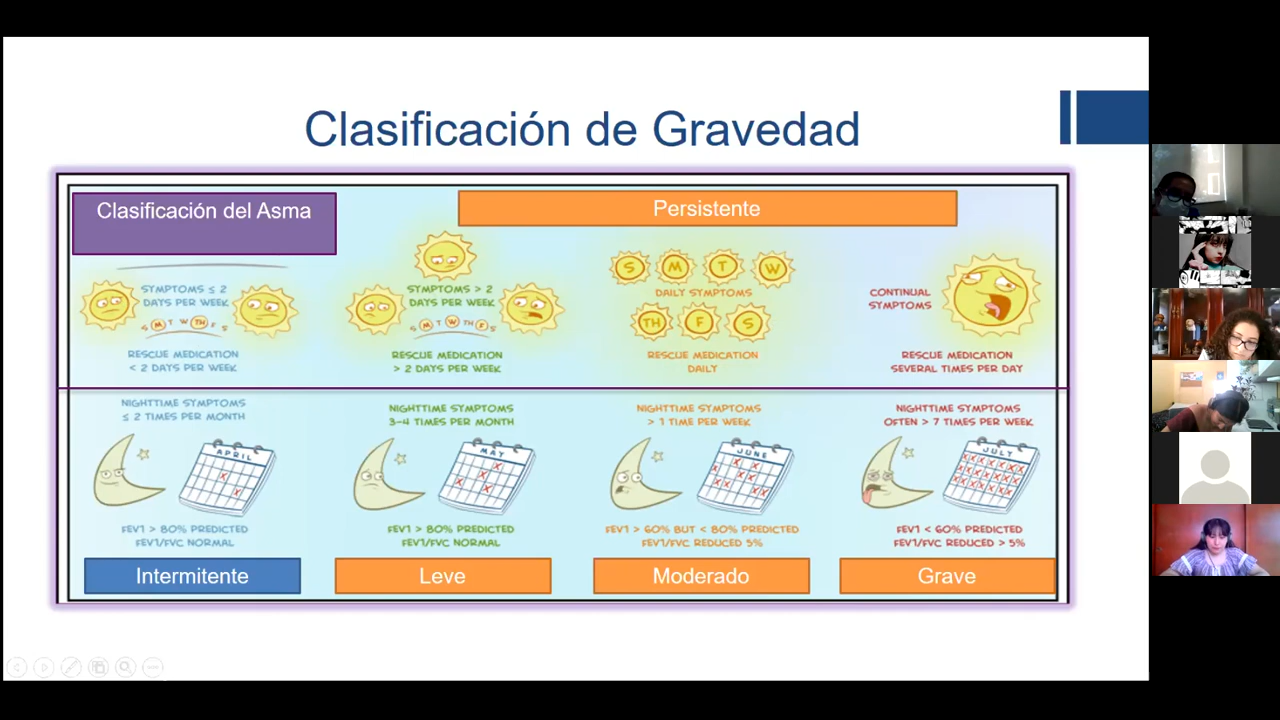 Clasificación de Gravedad
Clasificación del Asma
Persistente
SYMPTOMS ≤ 2
DAYS PER WEEK
S M T W TH F S
RESCUE MEDICATION
< 2 DAYS PER WEEK
SYMPTOMS > 2
DAYS PER WEEK
S M T W TH F S
RESCUE MEDICATION
> 2 DAYS PER WEEK
S M T W
DAILY SYMPTOMS
TH F S
RESCUE MEDICATION
DAILY
CONTINUAL
SYMPTOMS
RESCUE MEDICATION
SEVERAL TIMES PER DAY
NIGHTTIME SYMPTOMS
≤ 2 TIMES PER MONTH
APRIL
FEV1 > 80% PREDICTED
FEV1/FVC NORMAL
NIGHTTIME SYMPTOMS
3-4 TIMES PER MONTH
MAY
FEV1 > 80% PREDICTED
FEV1/FVC NORMAL
NIGHTTIME SYMPTOMS
> 1 TIME PER WEEK
JUNE
FEV1 > 60% BUT < 80% PREDICTED
FEV1/FVC REDUCED 5%
NIGHTTIME SYMPTOMS
OFTEN > 7 TIMES PER WEEK
JULY
FEV1 < 60% PREDICTED
FEV1/FVC REDUCED > 5%
Intermitente
Leve
Moderado
Grave